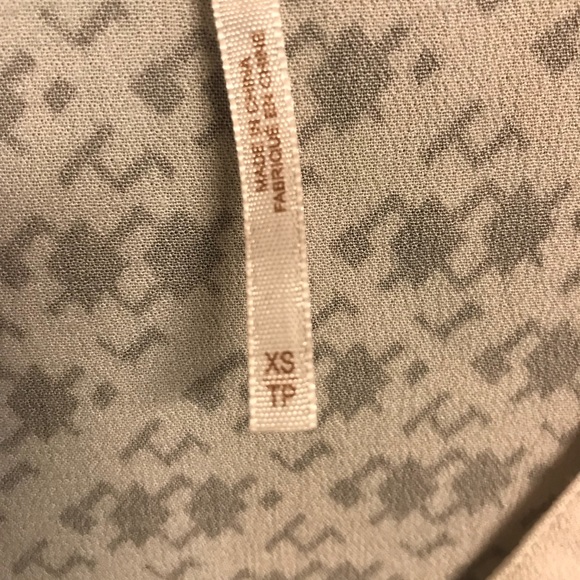 MADE IN CHINA
FABRIQUÉ EN CHINE
XS
TP